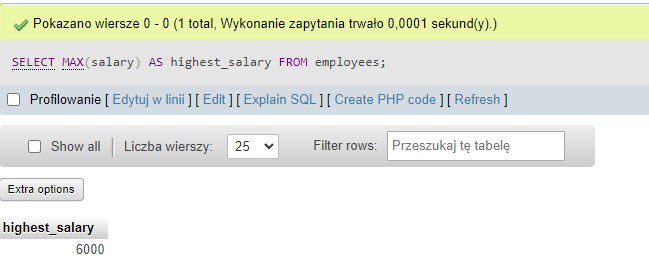 Pokazano wiersze 0 - 0 (1 total, Wykonanie zapytania trwało 0,0001 sekund(y).)
SELECT MAX(salary) AS highest_salary FROM employees;
Profilowanie [ Edytuj w linii ] [ Edit ] [ Explain SQL ] [ Create PHP code ] [ Refresh ]
Show all Liczba wierszy: 25 Filter rows: Przeszukaj tę tabelę
Extra options
highest_salary
6000